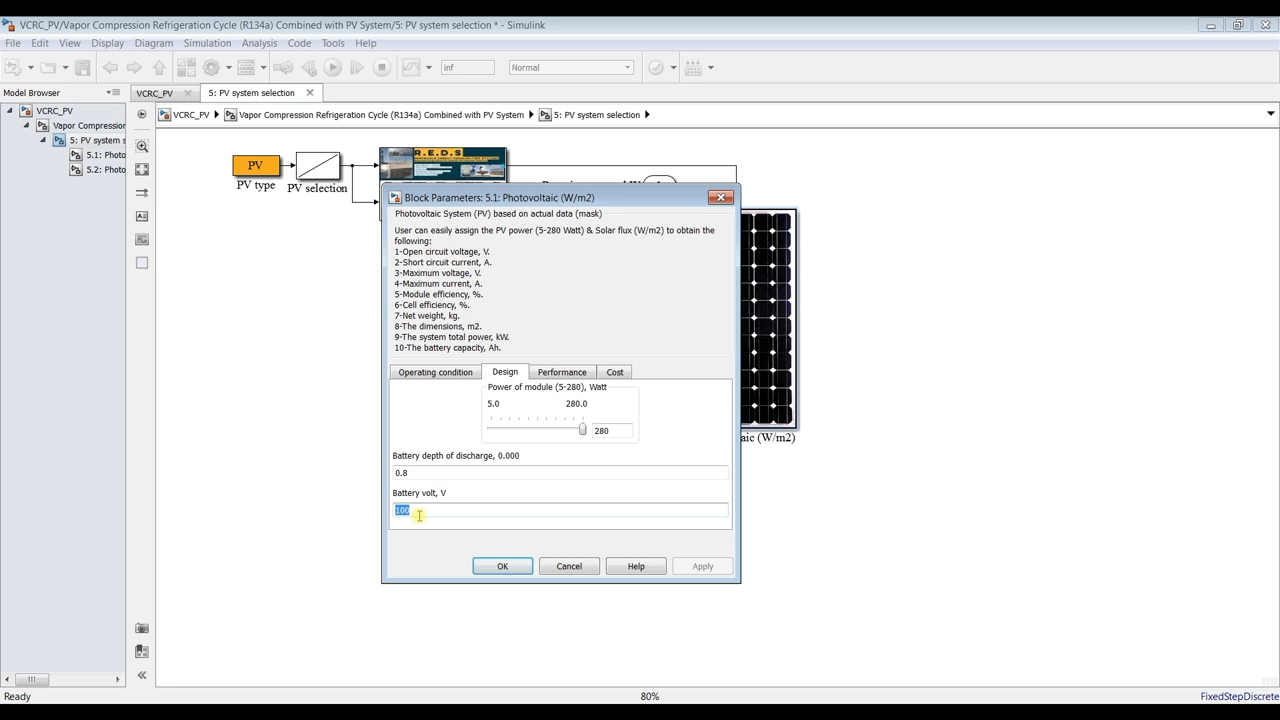 VCRC_PV/Vapor Compression Refrigeration Cycle (R134a) Combined with PV System/5: PV system selection * - Simulink
File Edit View Display Diagram Simulation Analysis Code Tools Help
inf Normal
Model Browser
VCRC_PV 5: PV system selection
VCRC_PV Vapor Compression Refrigeration Cycle (R134a) Combined with PV System 5: PV system selection
VCRC_PV
Vapor Compression
5: PV system s
5.1: Photo
5.2: Photo
PV
PV type
PV selection
R.E.D.S
Block Parameters: 5.1: Photovoltaic (W/m2)
Photovoltaic System (PV) based on actual data (mask)
User can easily assign the PV power (5-280 Watt) & Solar flux (W/m2) to obtain the
following:
1-Open circuit voltage, V.
2-Short circuit current, A.
3-Maximum voltage, V.
4-Maximum current, A.
5-Module efficiency, %.
6-Cell efficiency, %.
7-Net weight, kg.
8-The dimensions, m2.
9-The system total power, kW.
10-The battery capacity, Ah.
Operating condition Design Performance Cost
Power of module (5-280), Watt
5.0 280.0
280
Battery depth of discharge, 0.000
0.8
Battery volt, V
100
OK Cancel Help Apply
aic (W/m2)
Ready 80% FixedStepDiscrete